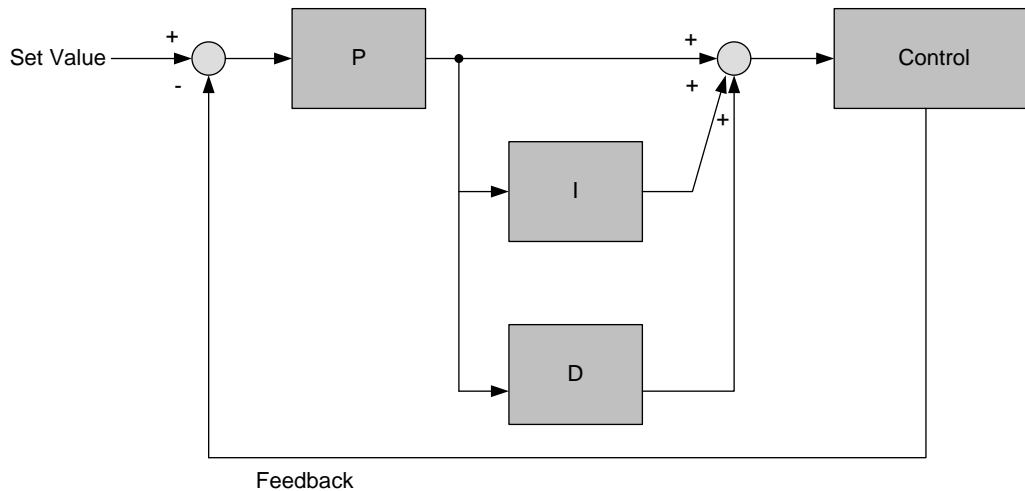 Set Value
+
-
P
+
+
+
Control
I
D
Feedback